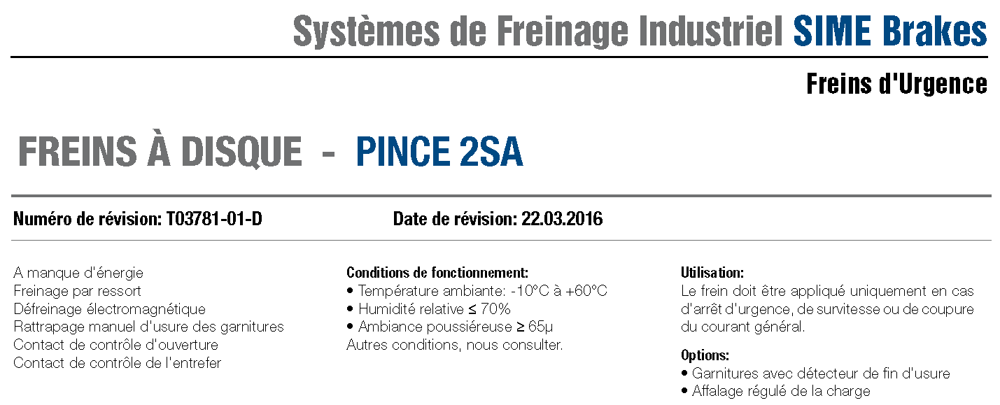 Systèmes de Freinage Industriel SIME Brakes
Freins d'Urgence
FREINS À DISQUE - PINCE 2SA
Numéro de révision: T03781-01-D
Date de révision: 22.03.2016
A manque d'énergie
Freinage par ressort
Défreinage électromagnétique
Rattrapage manuel d'usure des garnitures
Contact de contrôle d'ouverture
Contact de contrôle de l'entrefer
Conditions de fonctionnement:
• Température ambiante: -10°C à +60°C
• Humidité relative ≤ 70%
• Ambiance poussiéreuse ≥ 65µ
Autres conditions, nous consulter.
Utilisation:
Le frein doit être appliqué uniquement en cas
d'arrêt d'urgence, de survitesse ou de coupure
du courant général.
Options:
• Garnitures avec détecteur de fin d'usure
• Affalage régulé de la charge